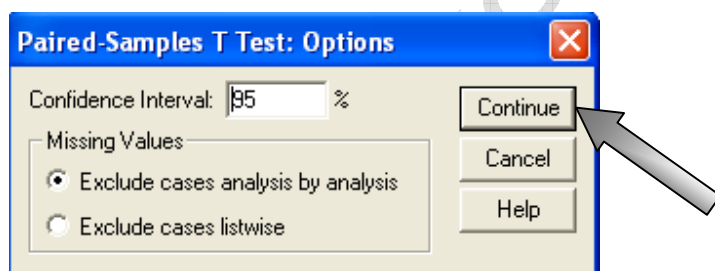 Paired-Samples T Test: Options
Confidence Interval: 95 %
Continue
Missing Values
Cancel
Exclude cases analysis by analysis
Help
Exclude cases listwise